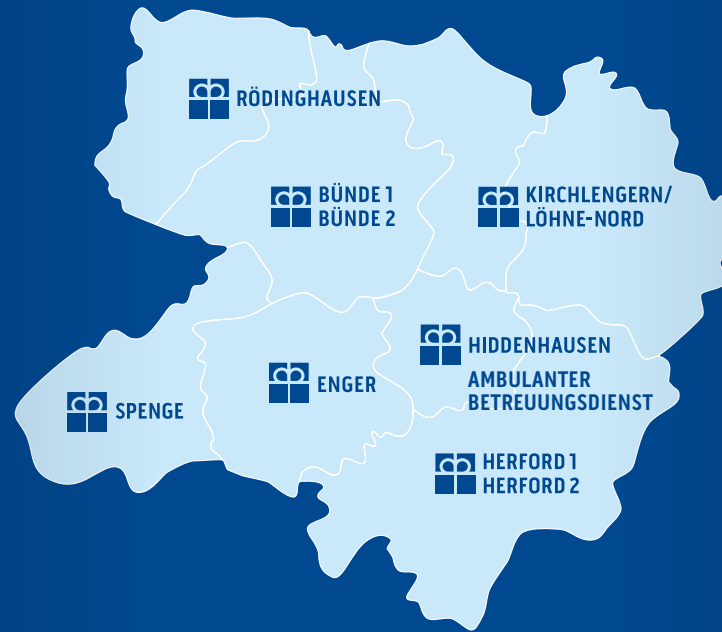 RÖDINGHAUSEN
BÜNDE 1
BÜNDE 2
KIRCHLENGERN/
LÖHNE-NORD
HIDDENHAUSEN
AMBULANTER
BETREUUNGSDIENST
ENGER
SPENGE
HERFORD 1
HERFORD 2